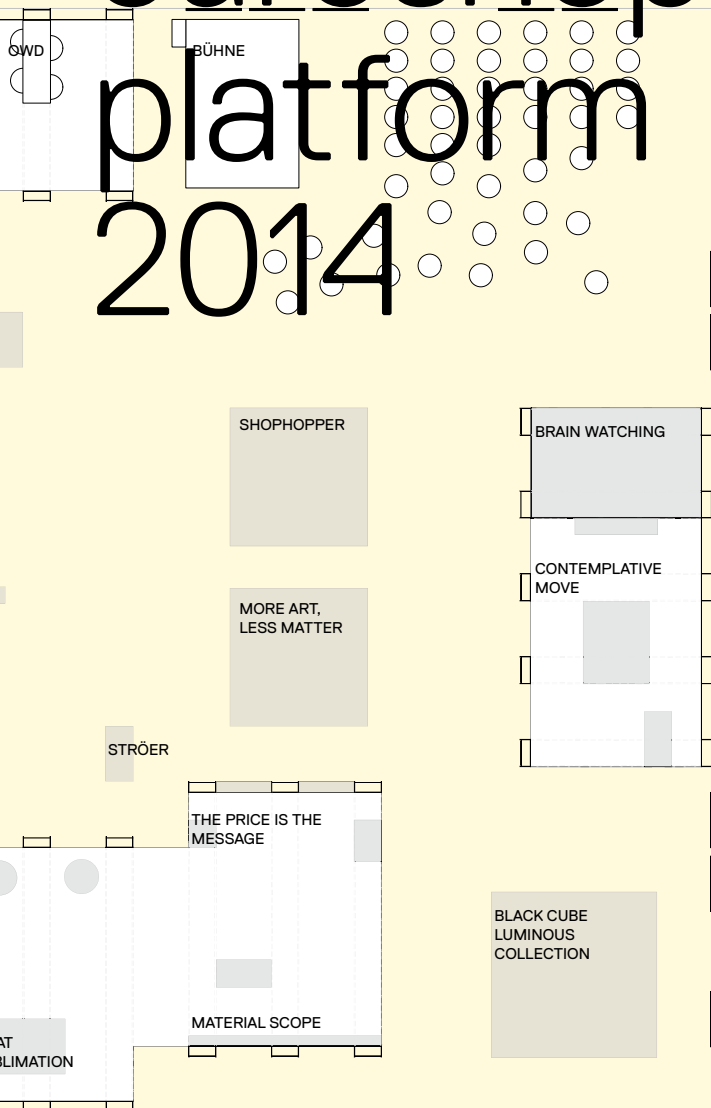 OWD
BÜHNE
platform
2014
SHOPHOPPER
BRAIN WATCHING
CONTEMPLATIVE
MOVE
MORE ART,
LESS MATTER
STRÖER
THE PRICE IS THE
MESSAGE
BLACK CUBE
LUMINOUS
COLLECTION
MATERIAL SCOPE